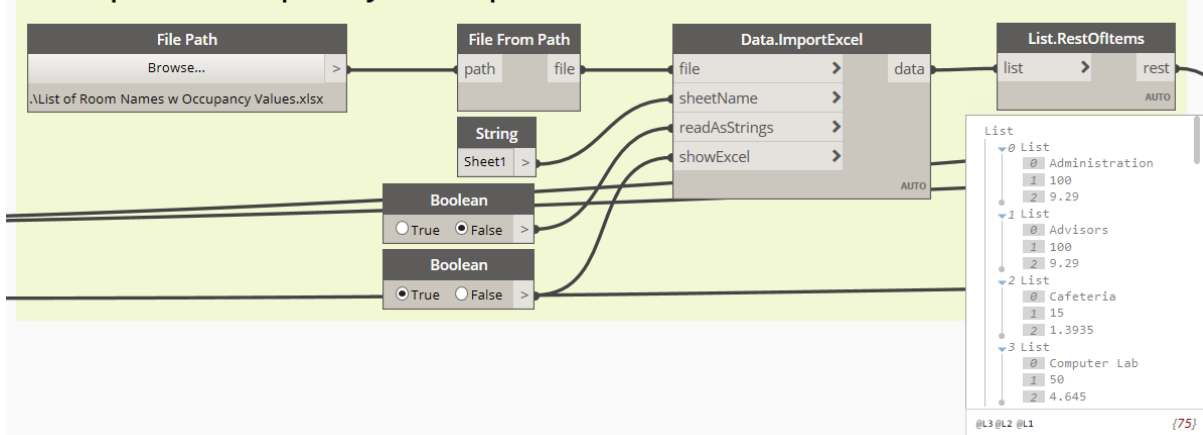 File Path
Browse... >
.\List of Room Names w Occupancy Values.xlsx
File From Path
path file
String
Sheet1 >
Boolean
True False >
Boolean
True False >
Data.ImportExcel
file > data
sheetName >
readAsStrings >
showExcel >
AUTO
List.RestOfItems
list > rest
AUTO
List
0 List
0 Administration
1 100
2 9.29
1 List
0 Advisors
1 100
2 9.29
2 List
0 Cafeteria
1 15
2 1.3935
3 List
0 Computer Lab
1 50
2 4.645
@L3 @L2 @L1 {75}